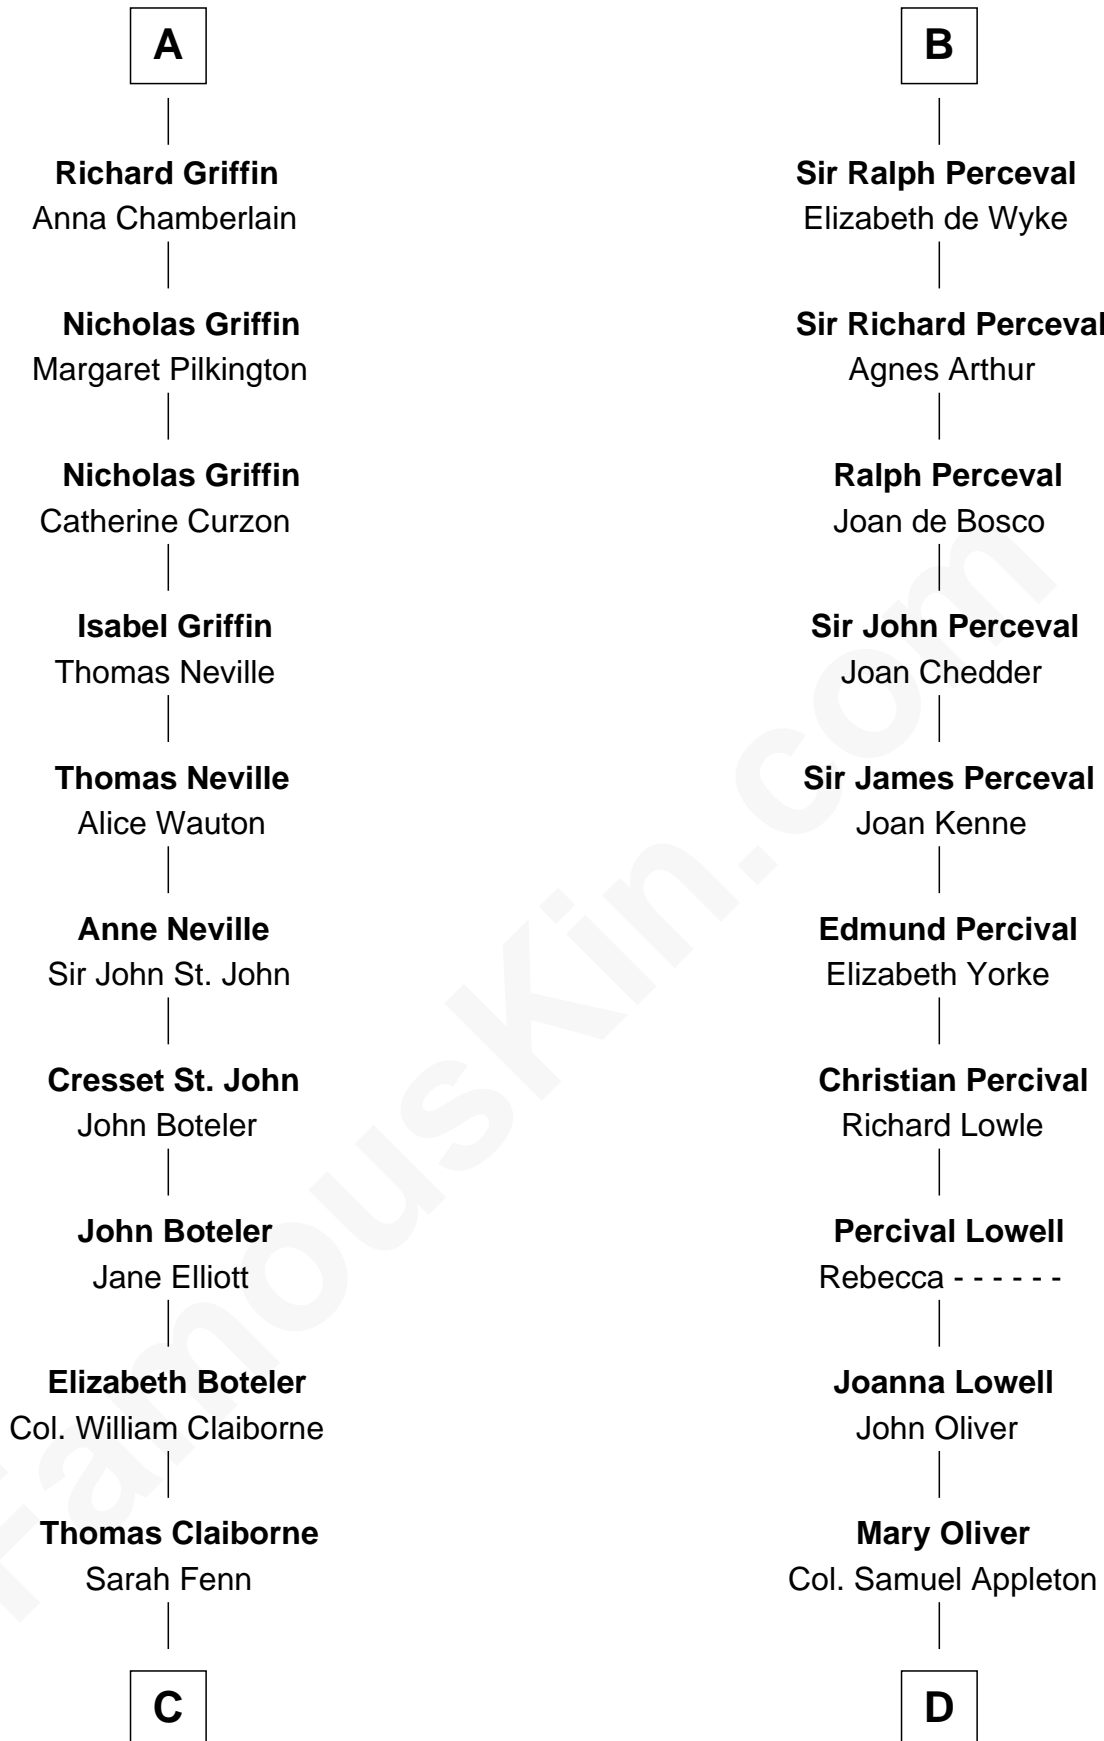 A
Richard Griffin
Anna Chamberlain
Nicholas Griffin
Margaret Pilkington
Nicholas Griffin
Catherine Curzon
Isabel Griffin
Thomas Neville
Thomas Neville
Alice Wauton
Anne Neville
Sir John St. John
Cresset St. John
John Boteler
John Boteler
Jane Elliott
Elizabeth Boteler
Col. William Claiborne
Thomas Claiborne
Sarah Fenn
C
B
Sir Ralph Perceval
Elizabeth de Wyke
Sir Richard Perceval
Agnes Arthur
Ralph Perceval
Joan de Bosco
Sir John Perceval
Joan Chedder
Sir James Perceval
Joan Kenne
Edmund Percival
Elizabeth Yorke
Christian Percival
Richard Lowle
Percival Lowell
Rebecca - - - - - -
Joanna Lowell
John Oliver
Mary Oliver
Col. Samuel Appleton
D
FamousKin.com